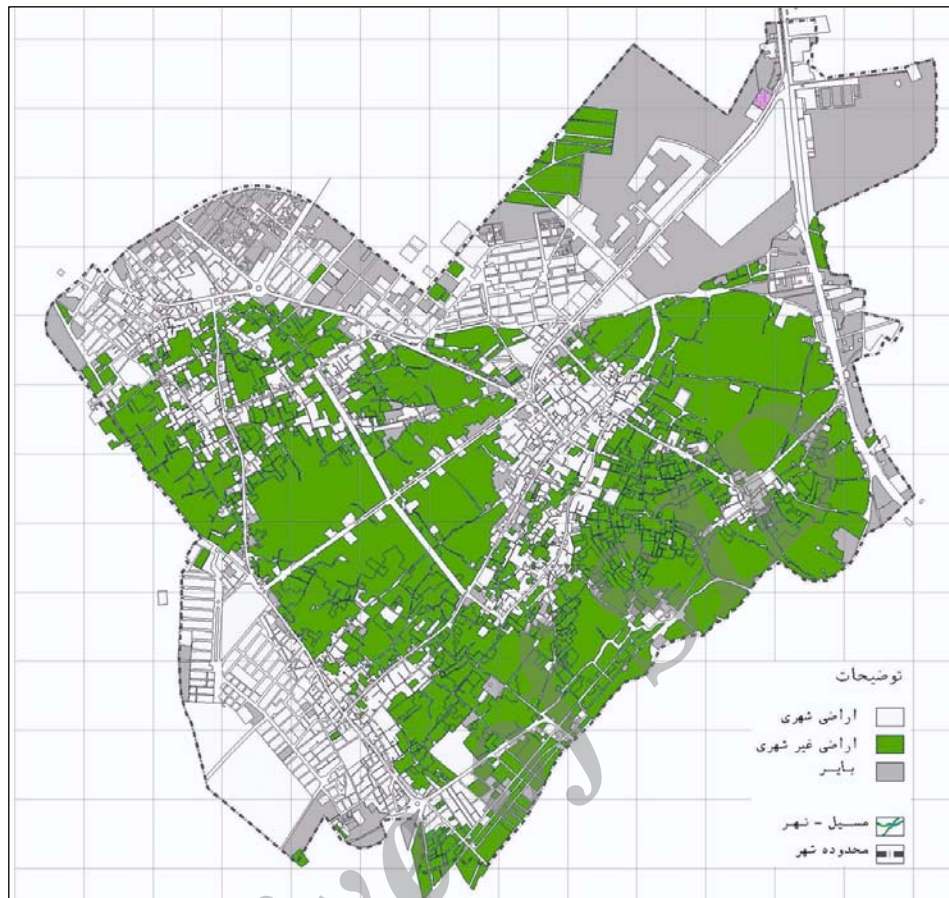 توضیحات
اراضی شهری
اراضی غیر شهری
بایر
مسیل - نهر
محدوده شهر